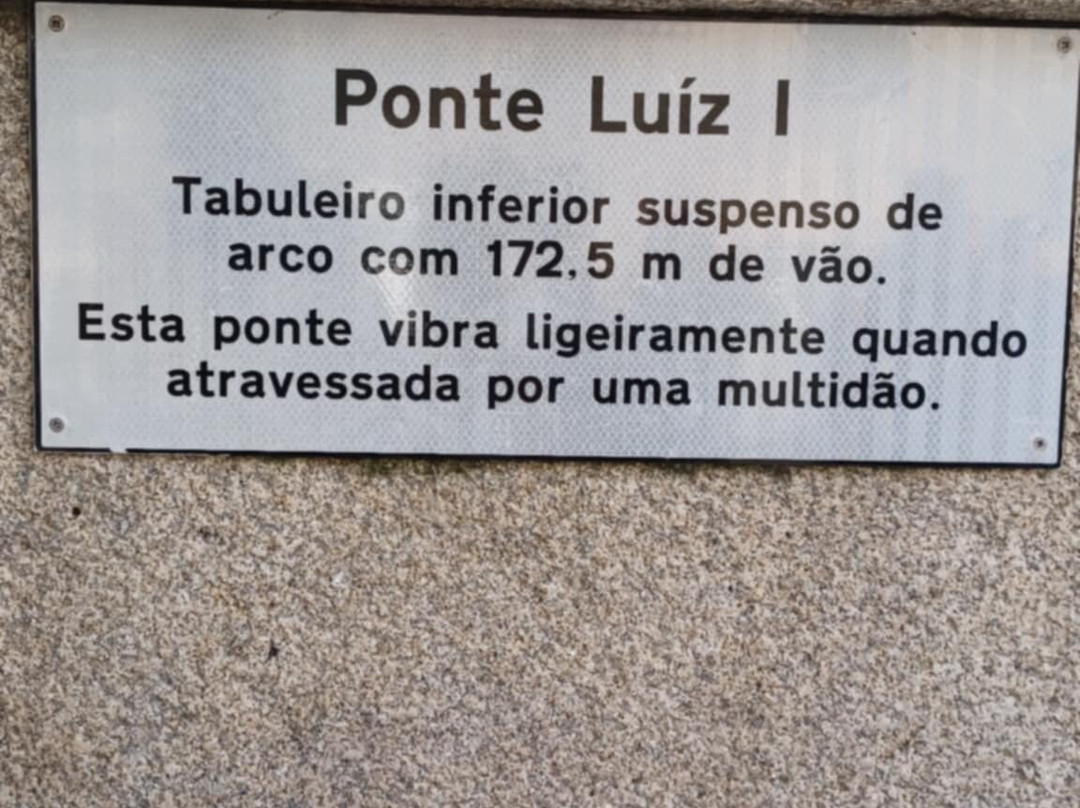 Ponte Luíz I
Tabuleiro inferior suspenso de
arco com 172,5 m de vão.
Esta ponte vibra ligeiramente quando
atravessada por uma multidão.